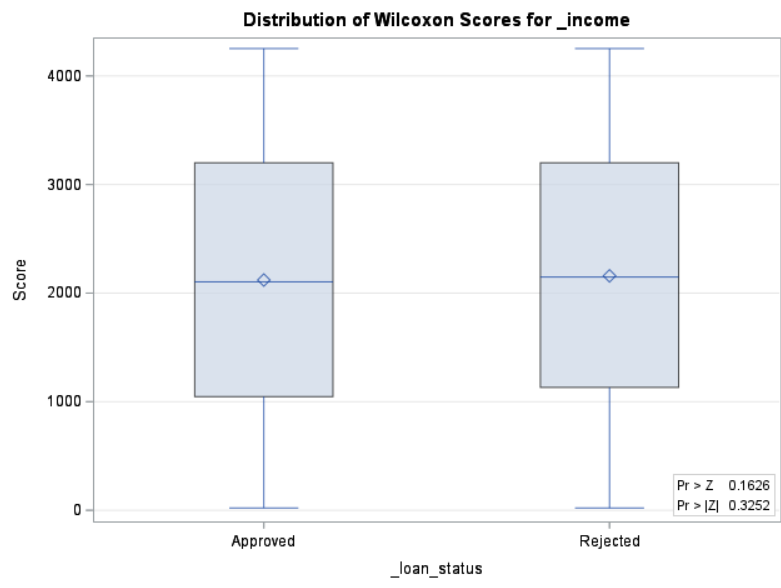 Distribution of Wilcoxon Scores for _income
4000
3000
2000
1000
0
Score
Pr > Z 0.1626
Pr > |Z| 0.3252
Approved
Rejected
_loan_status